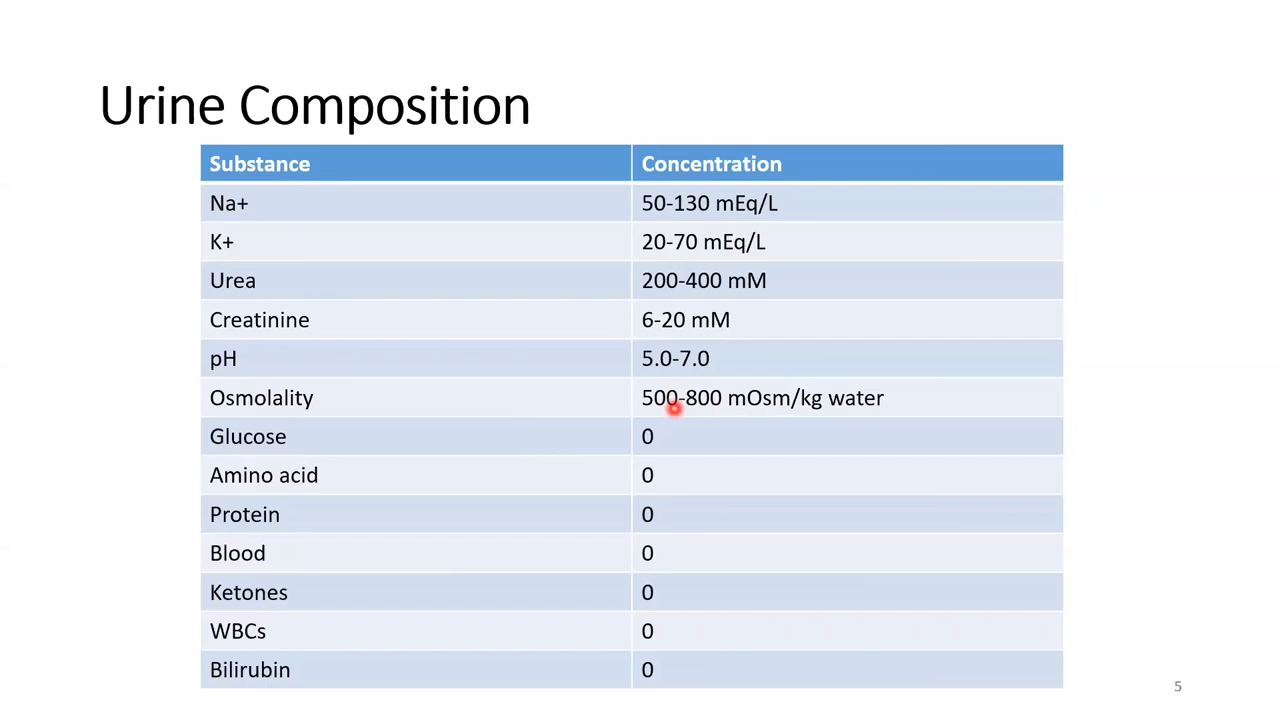 Urine Composition
Substance Concentration
Na+ 50-130 mEq/L
K+ 20-70 mEq/L
Urea 200-400 mM
Creatinine 6-20 mM
pH 5.0-7.0
Osmolality 500-800 mOsm/kg water
Glucose 0
Amino acid 0
Protein 0
Blood 0
Ketones 0
WBCs 0
Bilirubin 0
5